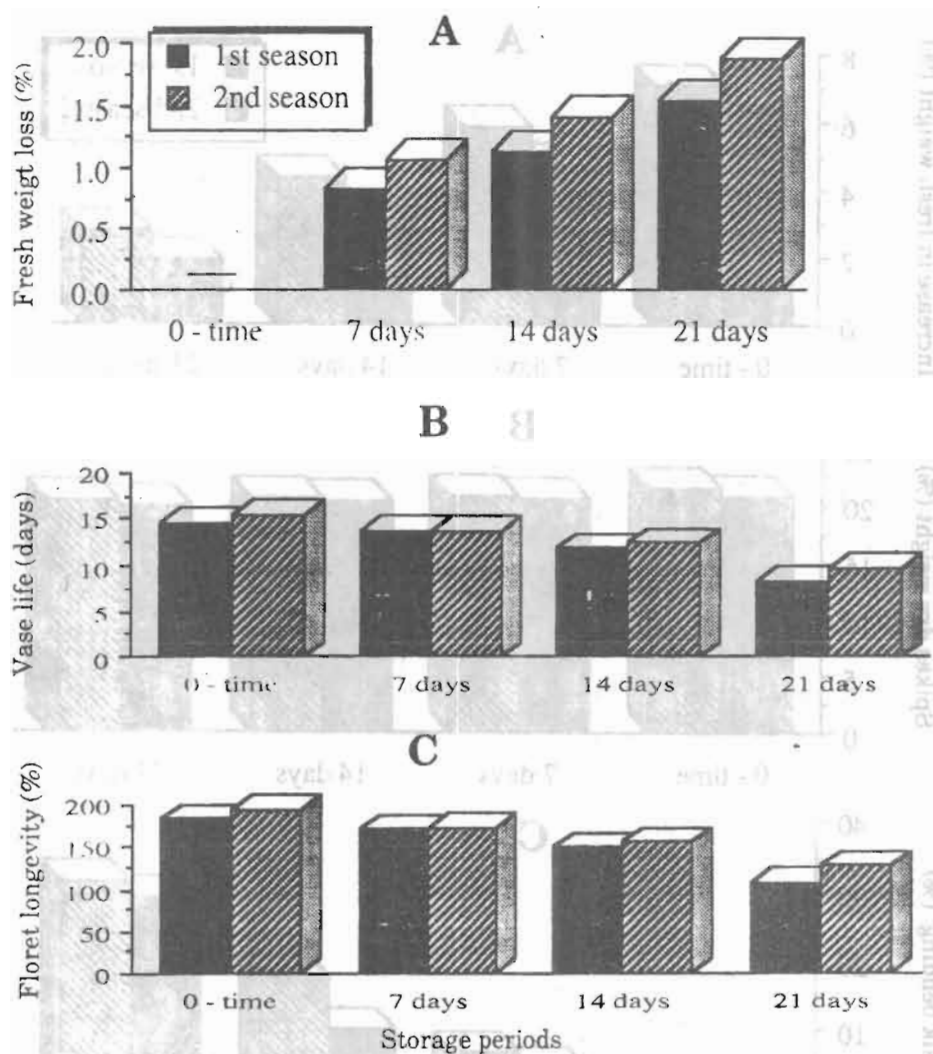 A
2.0
1.5
1.0
0.5
0.0
Fresh weigt loss (%)
1st season
2nd season
0 - time 7 days 14 days 21 days
B
20
15
10
5
0
Vase life (days)
0 - time 7 days 14 days 21 days
C
200
150
100
50
0
Floret longevity (%)
0 - time 7 days 14 days 21 days
Storage periods